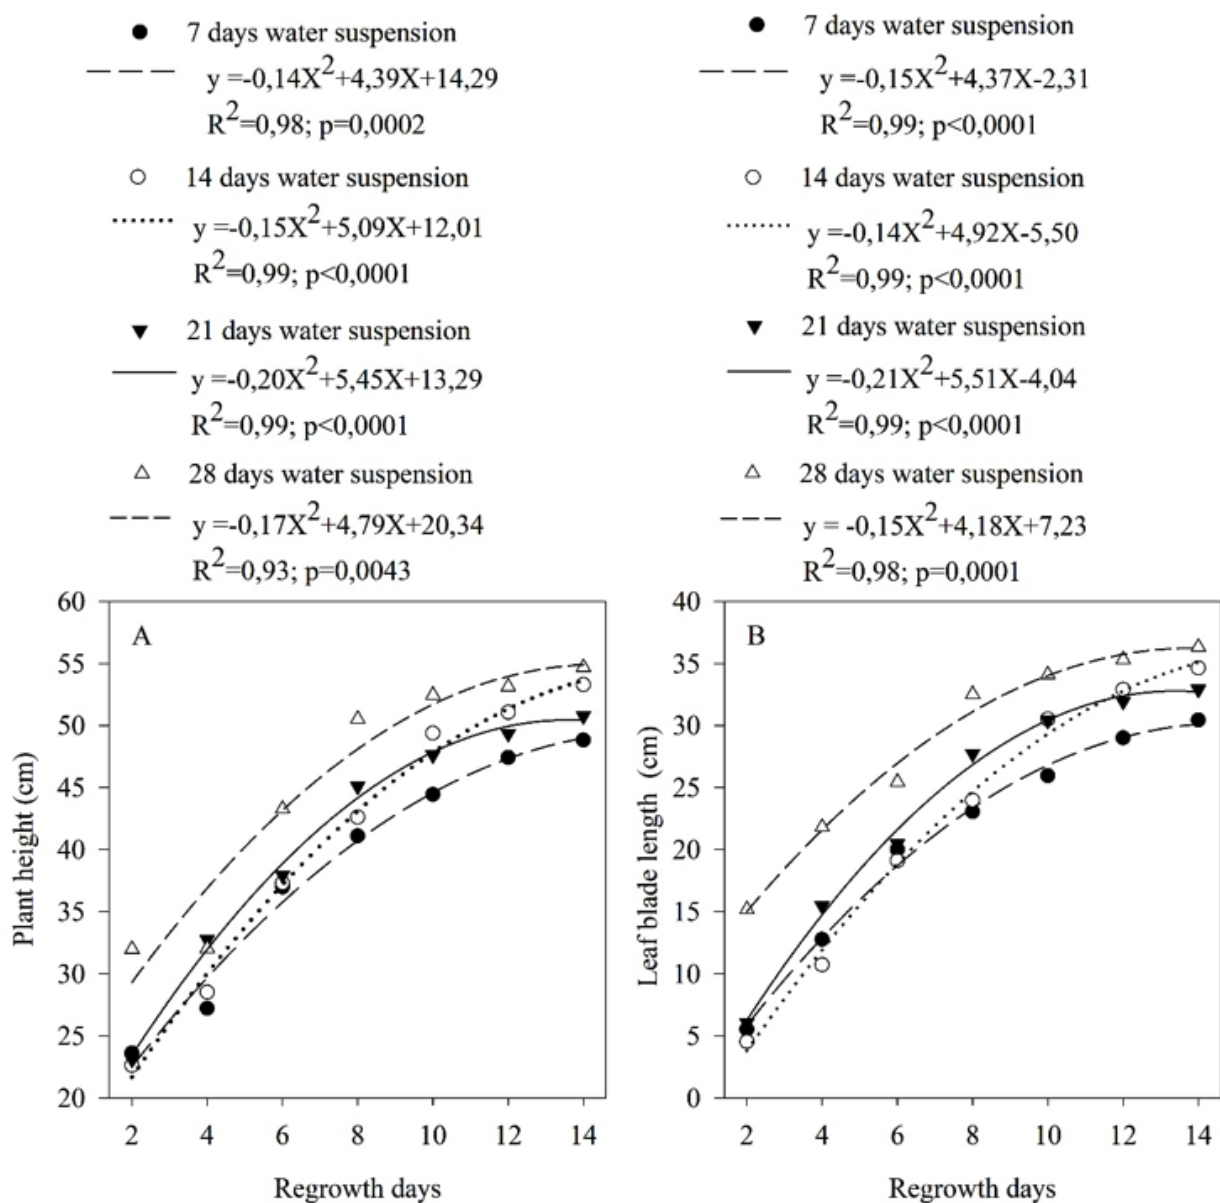 7 days water suspension
y =-0,14X²+4,39X+14,29
R²=0,98; p=0,0002
14 days water suspension
y =-0,15X²+5,09X+12,01
R²=0,99; p<0,0001
21 days water suspension
y =-0,20X²+5,45X+13,29
R²=0,99; p<0,0001
28 days water suspension
y =-0,17X²+4,79X+20,34
R²=0,93; p=0,0043
60
55
50
45
40
35
30
25
20
Plant height (cm)
A
2 4 6 8 10 12 14
Regrowth days
7 days water suspension
y =-0,15X²+4,37X-2,31
R²=0,99; p<0,0001
14 days water suspension
y =-0,14X²+4,92X-5,50
R²=0,99; p<0,0001
21 days water suspension
y=-0,21X²+5,51X-4,04
R²=0,99; p<0,0001
28 days water suspension
y = -0,15X²+4,18X+7,23
R²=0,98; p=0,0001
40
35
30
25
20
15
10
5
0
Leaf blade length (cm)
B
2 4 6 8 10 12 14
Regrowth days